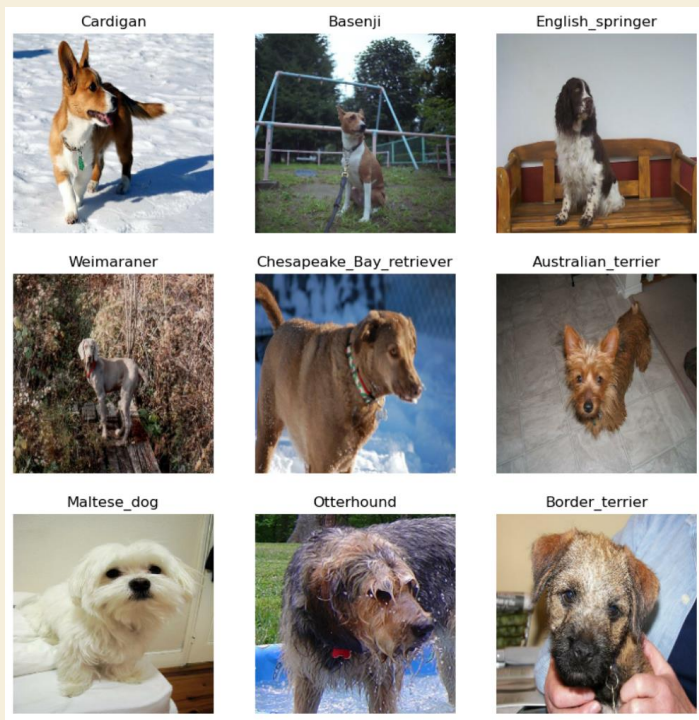 Cardigan
Basenji
English_springer
Weimaraner
Chesapeake_Bay_retriever
Australian_terrier
Maltese_dog
Otterhound
Border_terrier